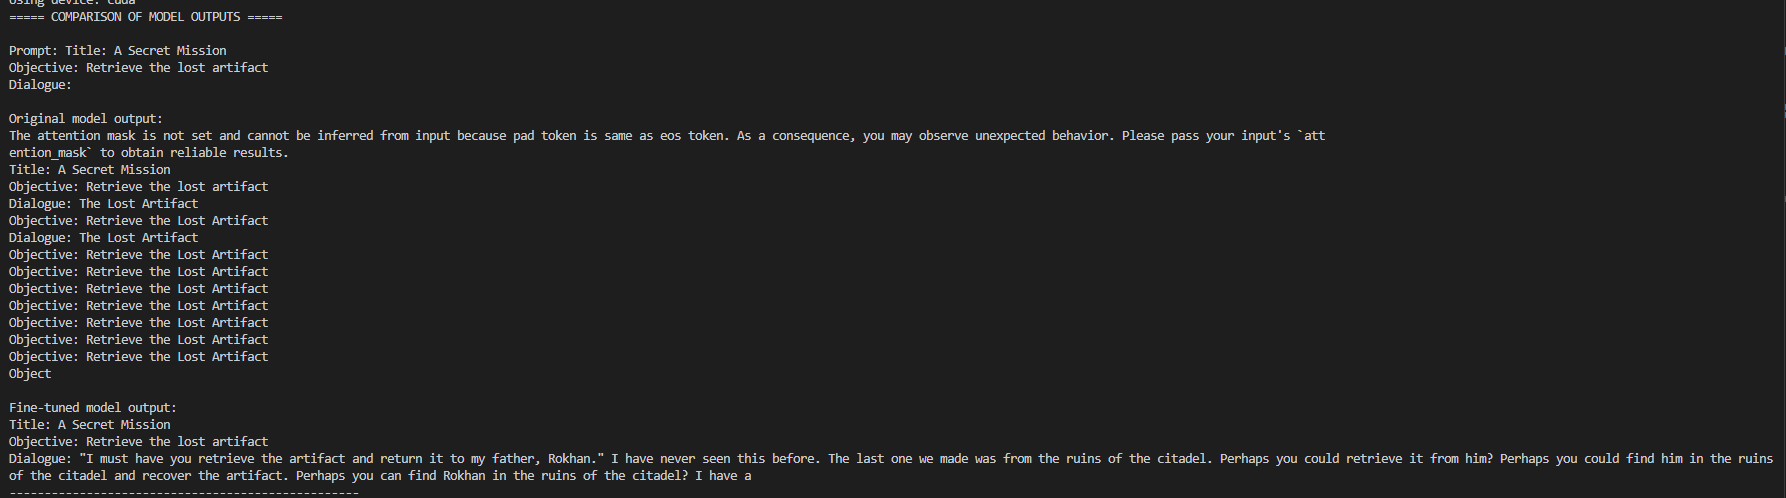 Using device: cuda
===== COMPARISON OF MODEL OUTPUTS =====
Prompt: Title: A Secret Mission
Objective: Retrieve the lost artifact
Dialogue:
Original model output:
The attention mask is not set and cannot be inferred from input because pad token is same as eos token. As a consequence, you may observe unexpected behavior. Please pass your input's `att
ention_mask` to obtain reliable results.
Title: A Secret Mission
Objective: Retrieve the lost artifact
Dialogue: The Lost Artifact
Objective: Retrieve the Lost Artifact
Dialogue: The Lost Artifact
Objective: Retrieve the Lost Artifact
Objective: Retrieve the Lost Artifact
Objective: Retrieve the Lost Artifact
Objective: Retrieve the Lost Artifact
Objective: Retrieve the Lost Artifact
Objective: Retrieve the Lost Artifact
Objective: Retrieve the Lost Artifact
Object
Fine-tuned model output:
Title: A Secret Mission
Objective: Retrieve the lost artifact
Dialogue: "I must have you retrieve the artifact and return it to my father, Rokhan." I have never seen this before. The last one we made was from the ruins of the citadel. Perhaps you could retrieve it from him? Perhaps you could find him in the ruins
of the citadel and recover the artifact. Perhaps you can find Rokhan in the ruins of the citadel? I have a
--------------------------------------------------